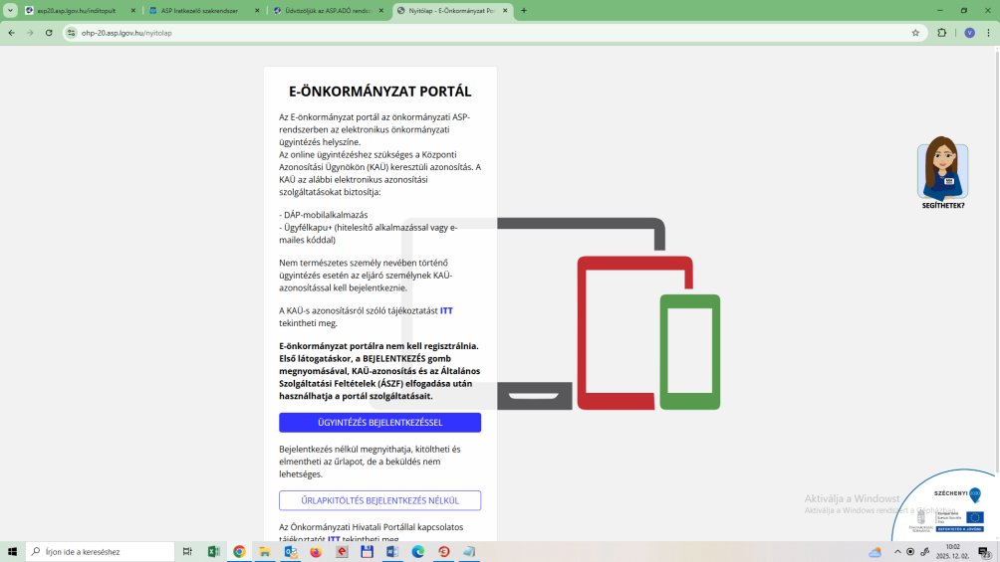 asp20.asp.lgov.hu/inditopult
ASP Iratkezelő szakrendszer
Üdvözöljük az ASP.ADÓ rends
Nyitólap - E-Önkormányzat Po
ohp-20.asp.lgov.hu/nyitolap
V
E-ÖNKORMÁNYZAT PORTÁL
Az E-önkormányzat portál az önkormányzati ASP-
rendszerben az elektronikus önkormányzati
ügyintézés helyszíne.
Az online ügyintézéshez szükséges a Központi
Azonosítási Ügynökön (KAÜ) keresztüli azonosítás. A
KAÜ az alábbi elektronikus azonosítási
szolgáltatásokat biztosítja:
- DÁP-mobilalkalmazás
- Ügyfélkapu+ (hitelesítő alkalmazással vagy e-
mailes kóddal)
Nem természetes személy nevében történő
ügyintézés esetén az eljáró személynek KAÜ-
azonosítással kell bejelentkeznie.
A KAÜ-s azonosításról szóló tájékoztatást ITT
tekintheti meg.
E-önkormányzat portálra nem kell regisztrálnia.
Első látogatáskor, a BEJELENTKEZÉS gomb
megnyomásával, KAÜ-azonosítás és az Általános
Szolgáltatási Feltételek (ÁSZF) elfogadása után
használhatja a portál szolgáltatásait.
ÜGYINTÉZÉS BEJELENTKEZÉSSEL
Bejelentkezés nélkül megnyithatja, kitöltheti és
elmentheti az űrlapot, de a beküldés nem
lehetséges.
ŰRLAPKITÖLTÉS BEJELENTKEZÉS NÉLKÜL
Az Önkormányzati Hivatali Portállal kapcsolatos
tájékoztatót ITT tekintheti meg
SEGÍTHETEK?
Aktiválja a Windowst
Aktiválja a Windows rendszert a Gépházban.
SZÉCHENYI 2020
Írjon ide a kereséshez
10:02
2025. 12. 02.